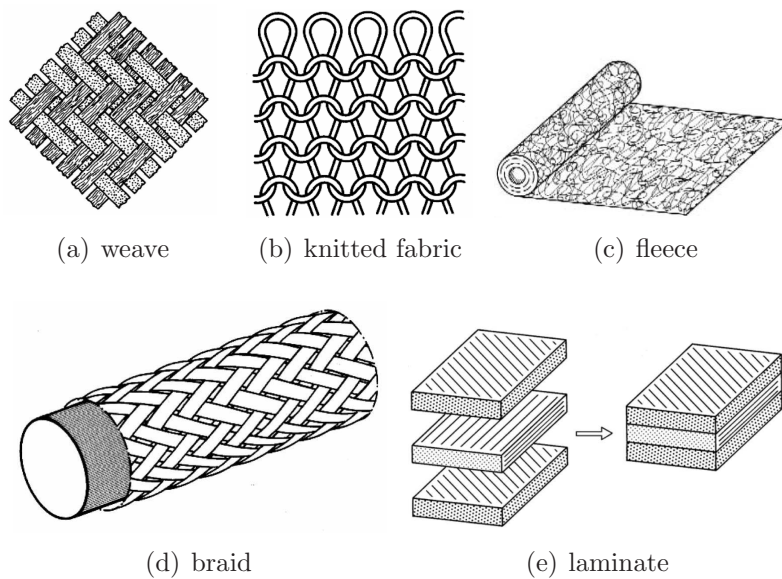 (a) weave
(b) knitted fabric
(c) fleece
(d) braid
(e) laminate